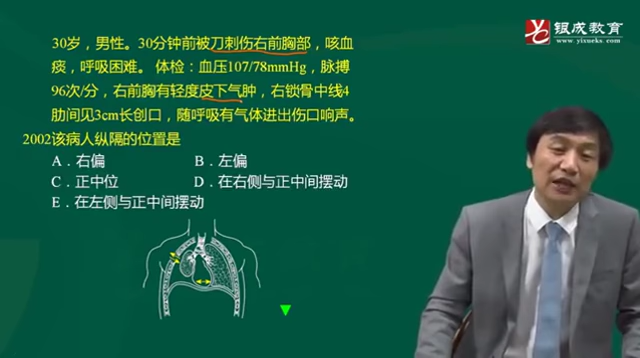 银成教育
www.yixueks.com
30岁，男性。30分钟前被刀刺伤右前胸部，咳血
痰，呼吸困难。 体检：血压107/78mmHg，脉搏
96次/分，右前胸有轻度皮下气肿，右锁骨中线4
肋间见3cm长创口，随呼吸有气体进出伤口响声。
2002该病人纵隔的位置是
A．右偏 B．左偏
C．正中位 D．在右侧与正中间摆动
E．在左侧与正中间摆动